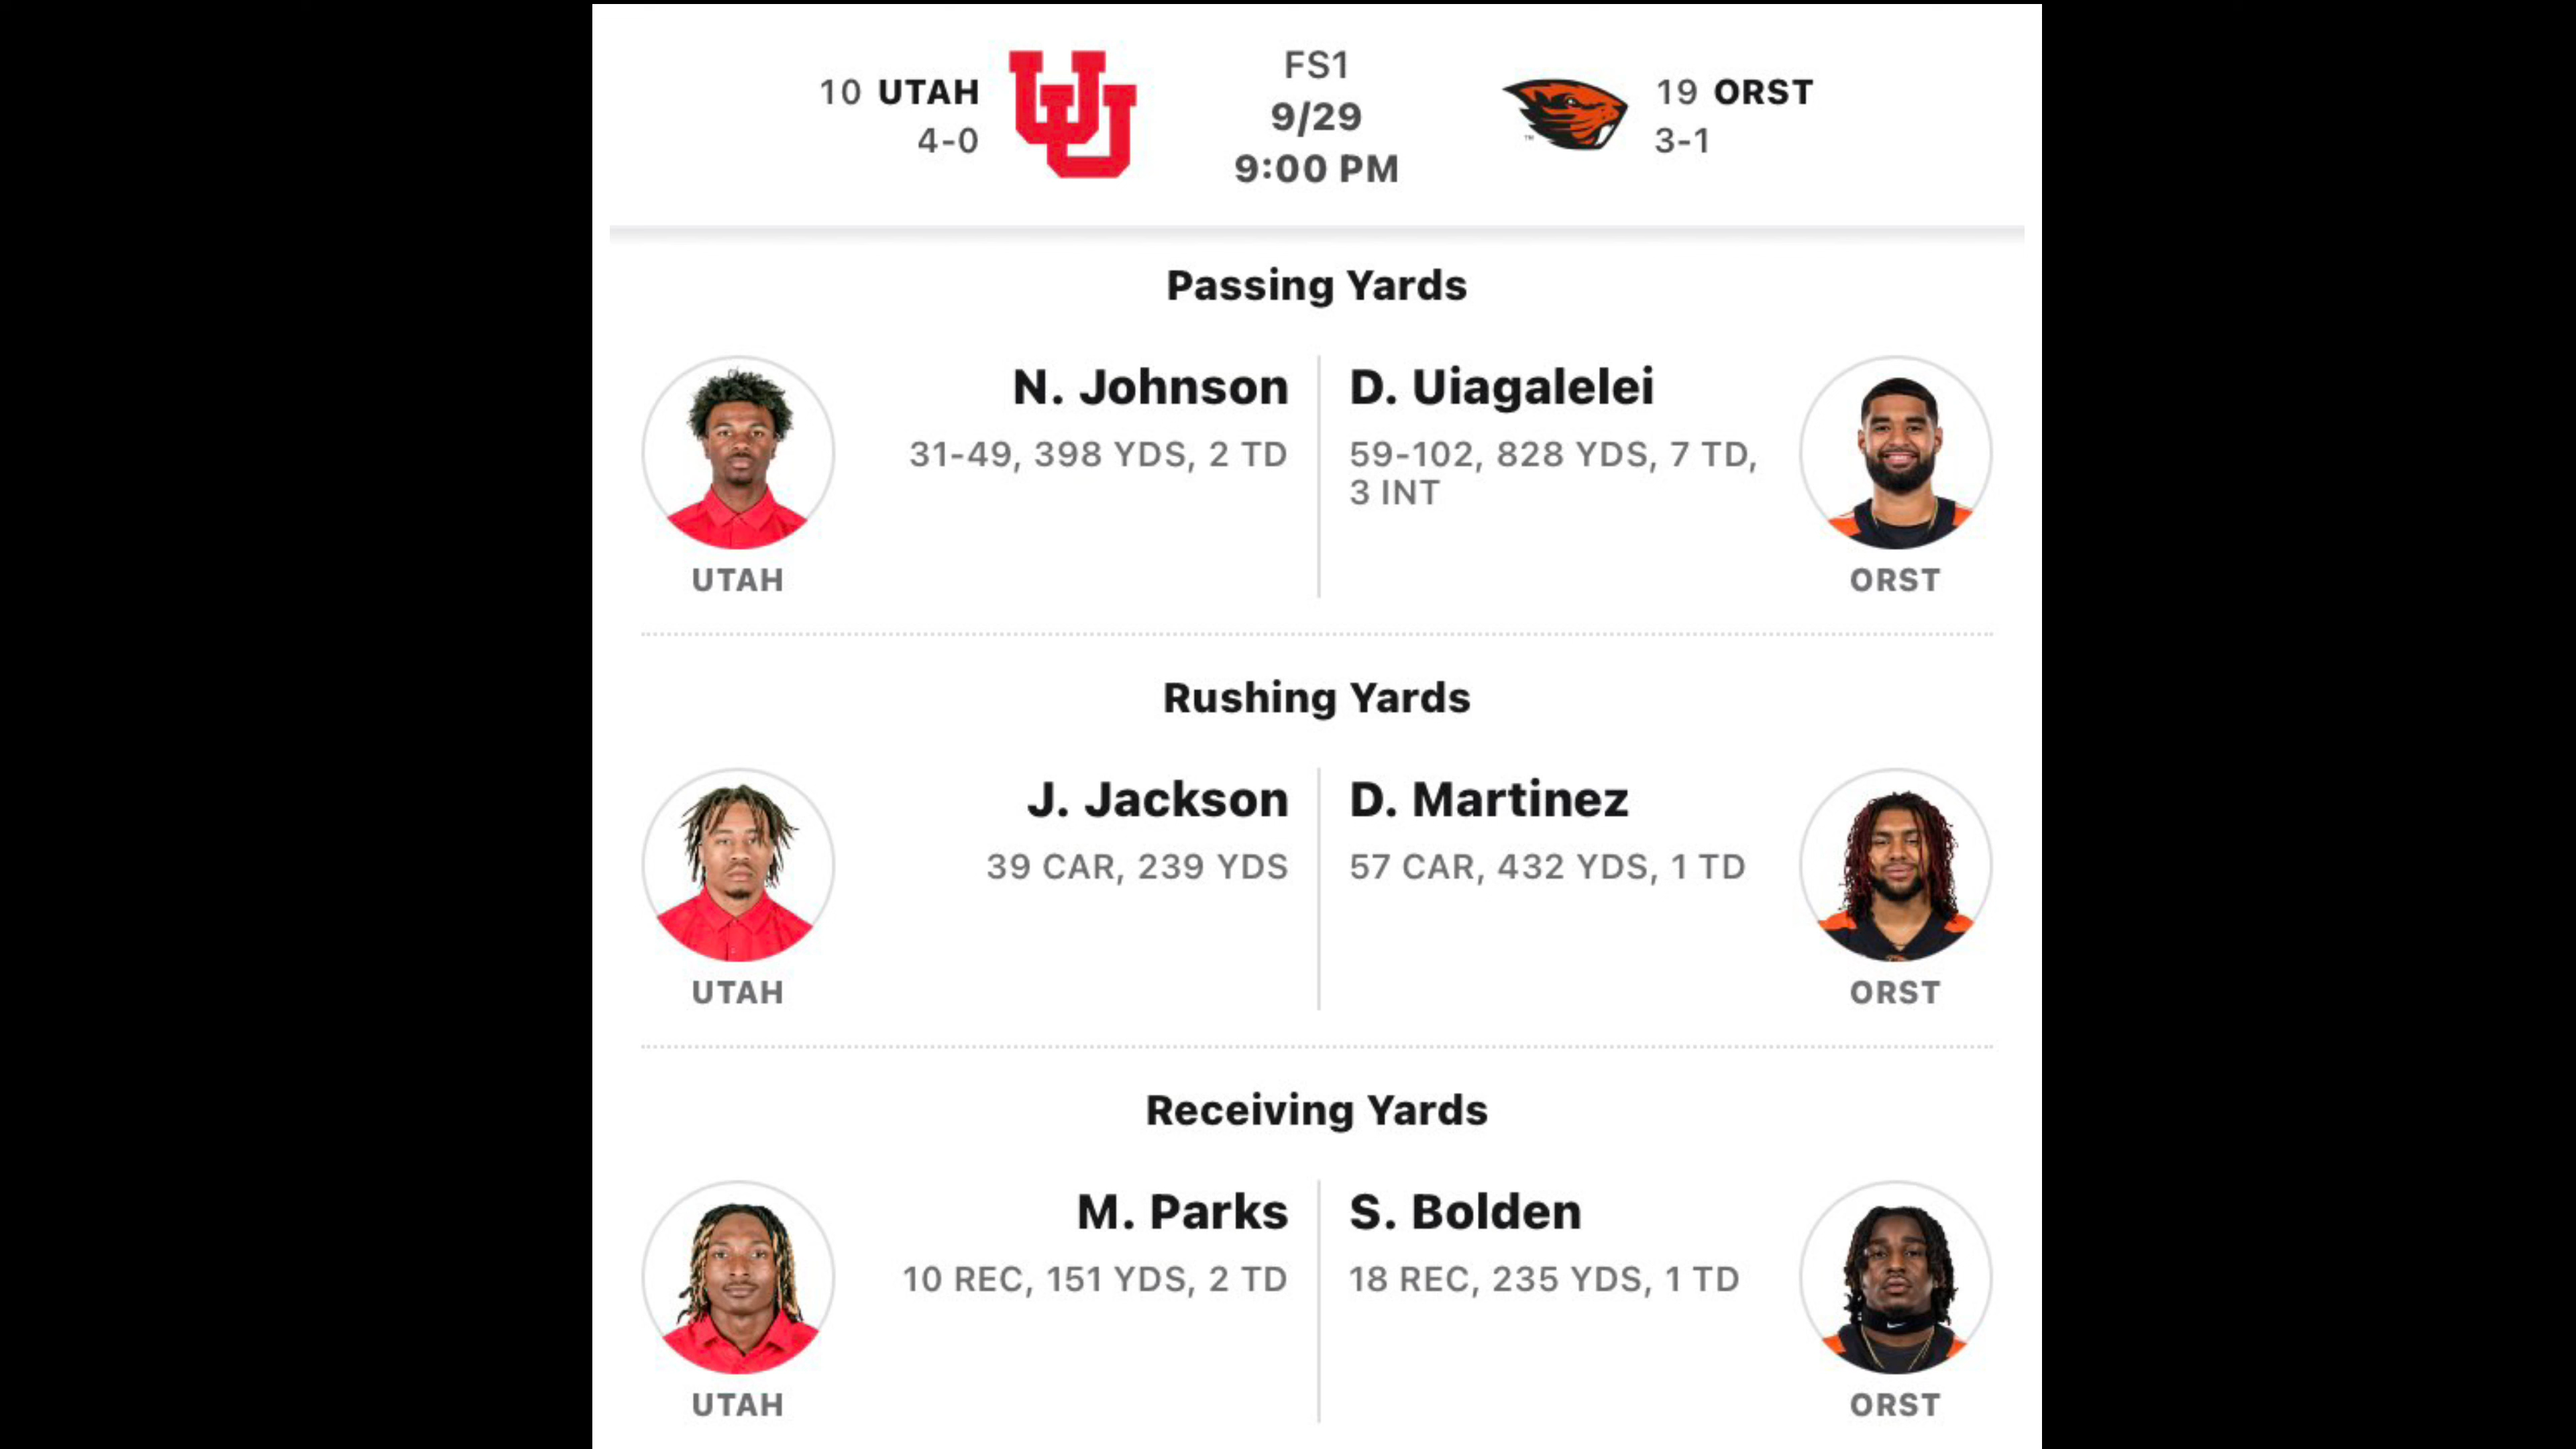 10 UTAH
4-0
FS1
9/29
9:00 PM
19 ORST
3-1
TM
Passing Yards
N. Johnson
31-49, 398 YDS, 2 TD
UTAH
D. Uiagalelei
59-102, 828 YDS, 7 TD,
3 INT
ORST
Rushing Yards
J. Jackson
39 CAR, 239 YDS
UTAH
D. Martinez
57 CAR, 432 YDS, 1 TD
ORST
Receiving Yards
M. Parks
10 REC, 151 YDS, 2 TD
UTAH
S. Bolden
18 REC, 235 YDS, 1 TD
ORST